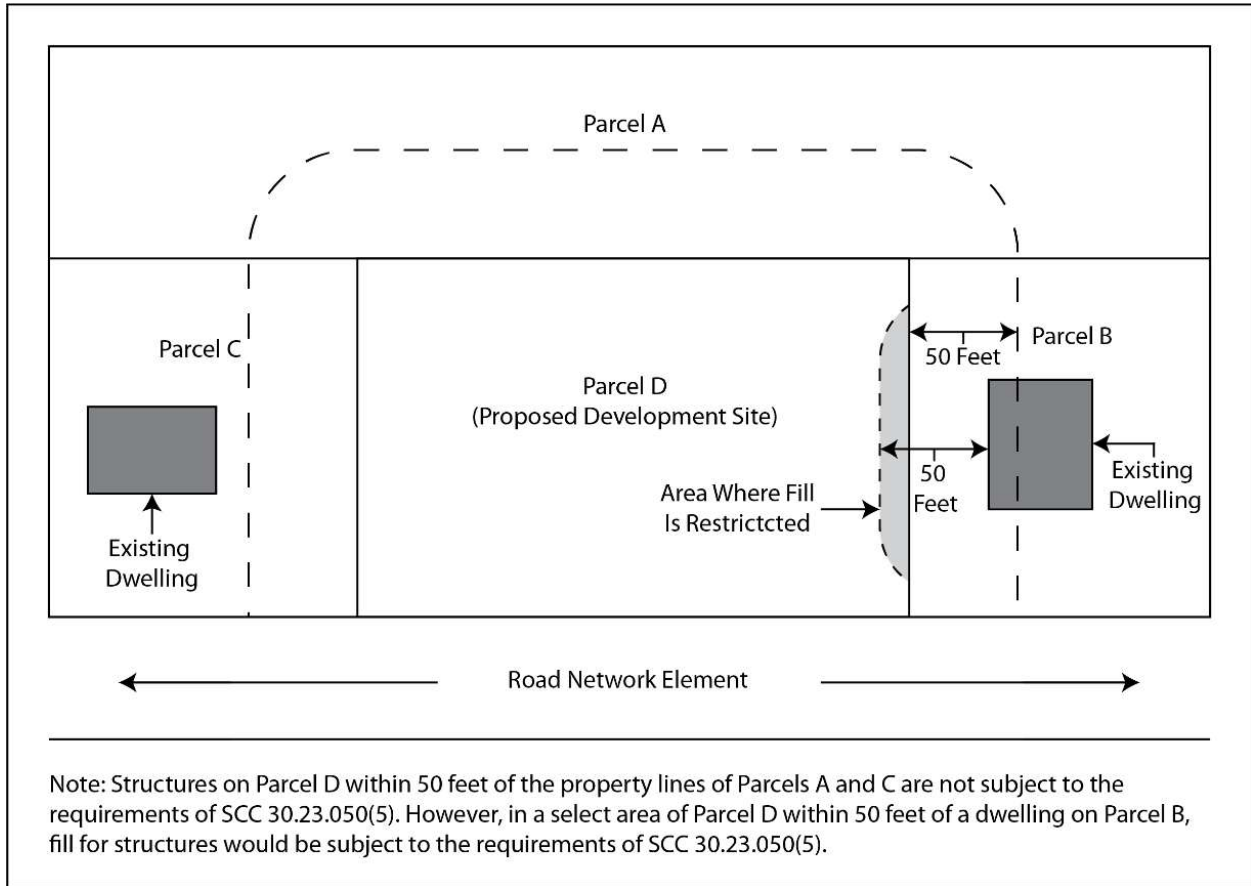 Parcel A
Parcel C
Parcel D
(Proposed Development Site)
50 Feet
Parcel B
50
Feet
Area Where Fill
Is Restrictcted
Existing
Dwelling
Existing
Dwelling
Road Network Element
Note: Structures on Parcel D within 50 feet of the property lines of Parcels A and C are not subject to the
requirements of SCC 30.23.050(5). However, in a select area of Parcel D within 50 feet of a dwelling on Parcel B,
fill for structures would be subject to the requirements of SCC 30.23.050(5).